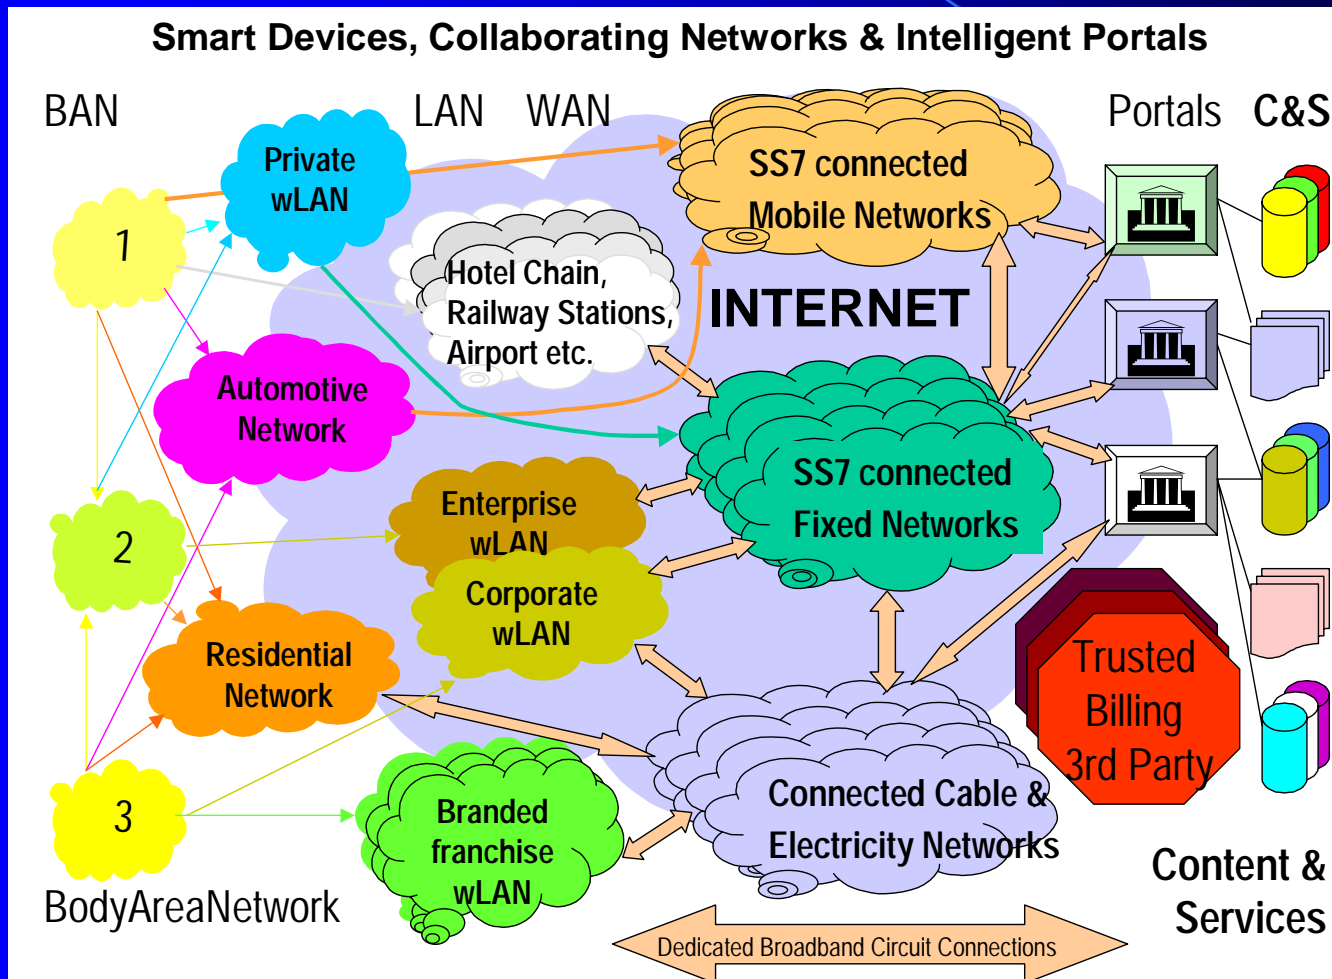 Smart Devices, Collaborating Networks & Intelligent Portals
BAN
LAN
WAN
Portals
C&S
Private
wLAN
SS7 connected
Mobile Networks
1
Hotel Chain,
Railway Stations,
Airport etc.
INTERNET
Automotive
Network
SS7 connected
Fixed Networks
Enterprise
wLAN
2
Corporate
wLAN
Residential
Network
Trusted
Billing
3rd Party
3
Branded
franchise
wLAN
Connected Cable &
Electricity Networks
BodyAreaNetwork
Content &
Services
Dedicated Broadband Circuit Connections